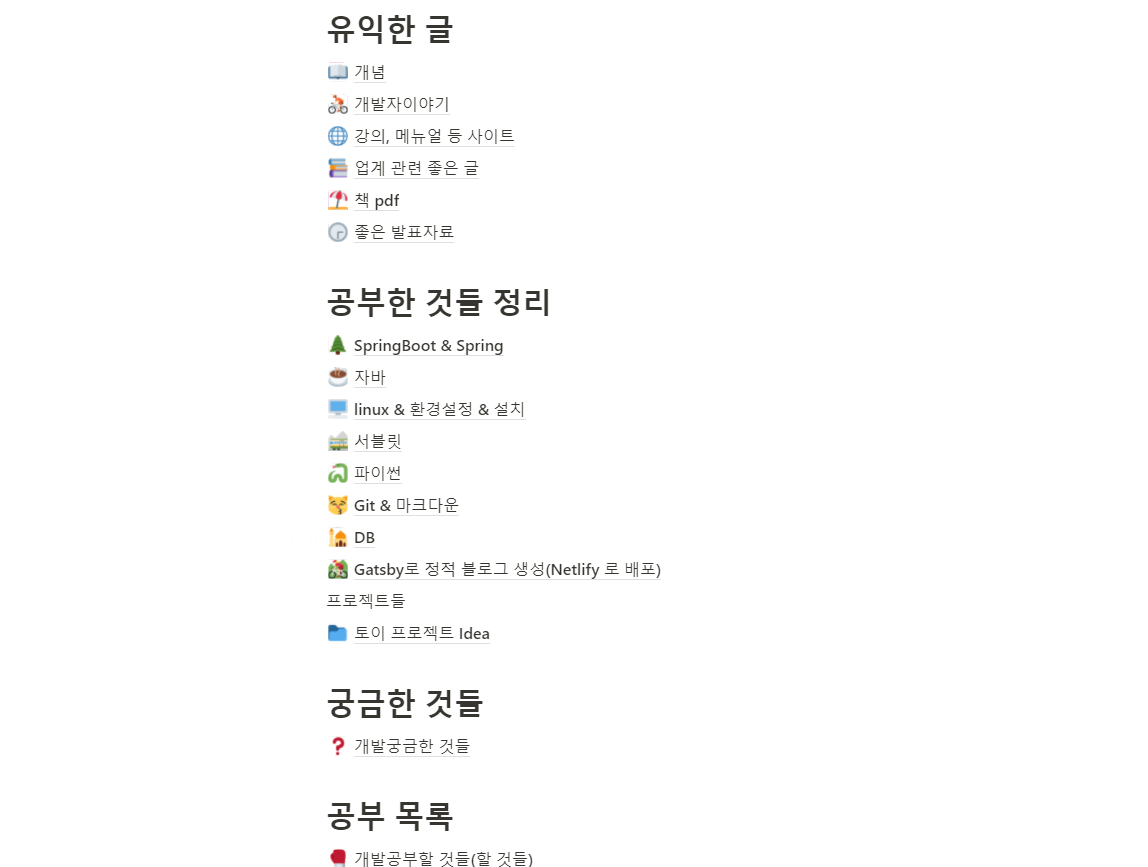 유익한 글
개념
개발자이야기
강의, 메뉴얼 등 사이트
업계 관련 좋은 글
책 pdf
좋은 발표자료
공부한 것들 정리
SpringBoot & Spring
자바
linux & 환경설정 & 설치
서블릿
파이썬
Git & 마크다운
DB
Gatsby로 정적 블로그 생성(Netlify 로 배포)
프로젝트들
토이 프로젝트 Idea
궁금한 것들
개발궁금한 것들
공부 목록
개발공부할 것들(할 것들)